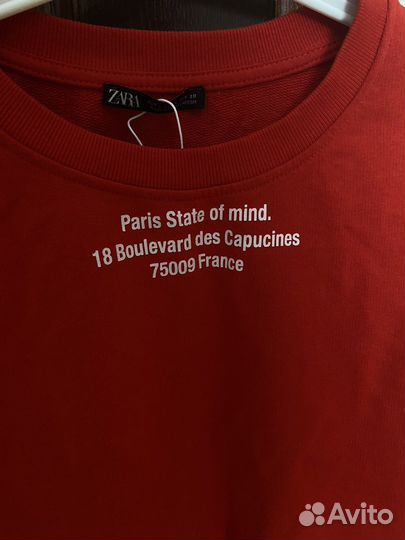 ZARA
Paris State of mind.
18 Boulevard des Capucines
75009 France
Avito